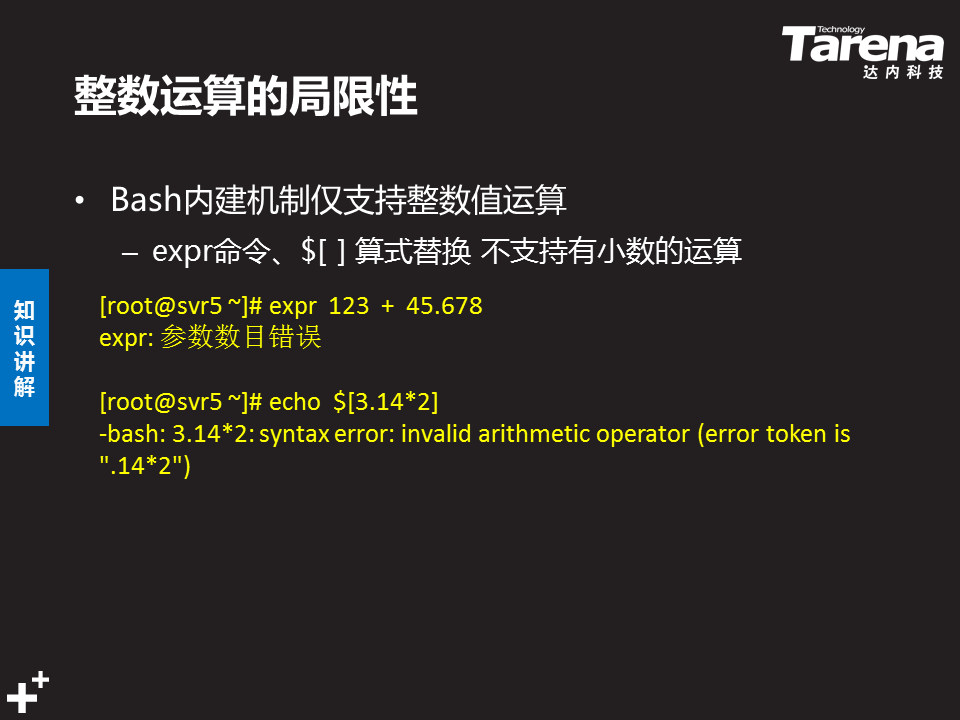 Technology
Tarena
达内科技
整数运算的局限性
• Bash内建机制仅支持整数值运算
– expr命令、$[ ] 算式替换 不支持有小数的运算
知识讲解
[root@svr5 ~]# expr 123 + 45.678
expr: 参数数目错误
[root@svr5 ~]# echo $[3.14*2]
-bash: 3.14*2: syntax error: invalid arithmetic operator (error token is
".14*2")